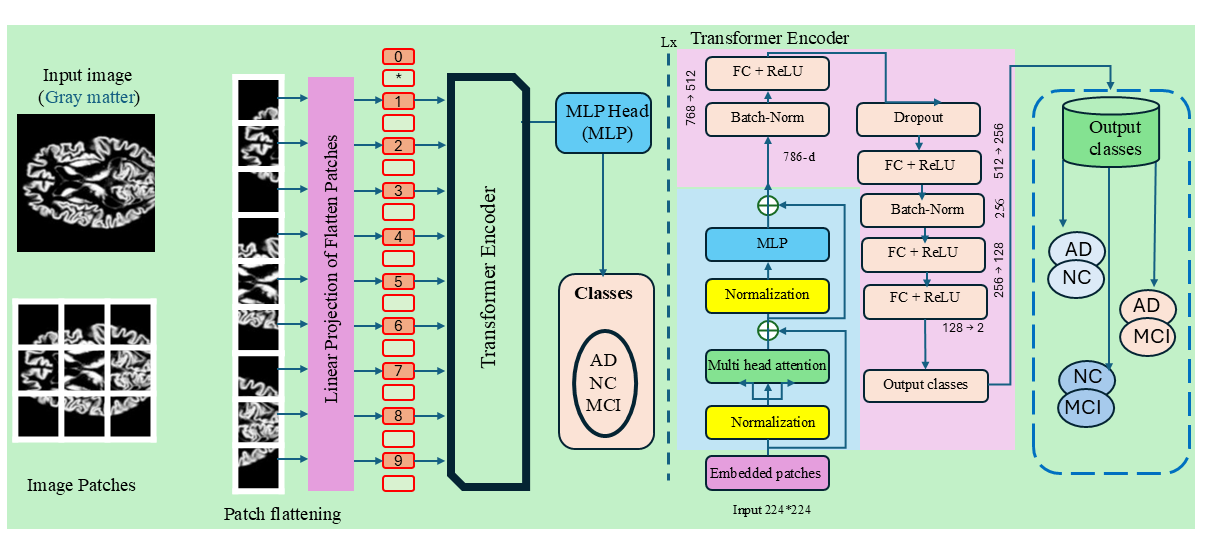 Input image
(Gray matter)
Image Patches
Patch flattening
Linear Projection of Flatten Patches
0
*
1
2
3
4
5
6
7
8
9
Transformer Encoder
MLP Head
(MLP)
Classes
AD
NC
MCI
Lx
Transformer Encoder
FC + ReLU
768 → 512
Batch-Norm
786-d
MLP
Normalization
Multi head attention
Normalization
Embedded patches
Input 224*224
Dropout
512 → 256
FC + ReLU
Batch-Norm
256
FC + ReLU
256 → 128
FC + ReLU
128 → 2
Output classes
Output
classes
AD
NC
AD
MCI
NC
MCI